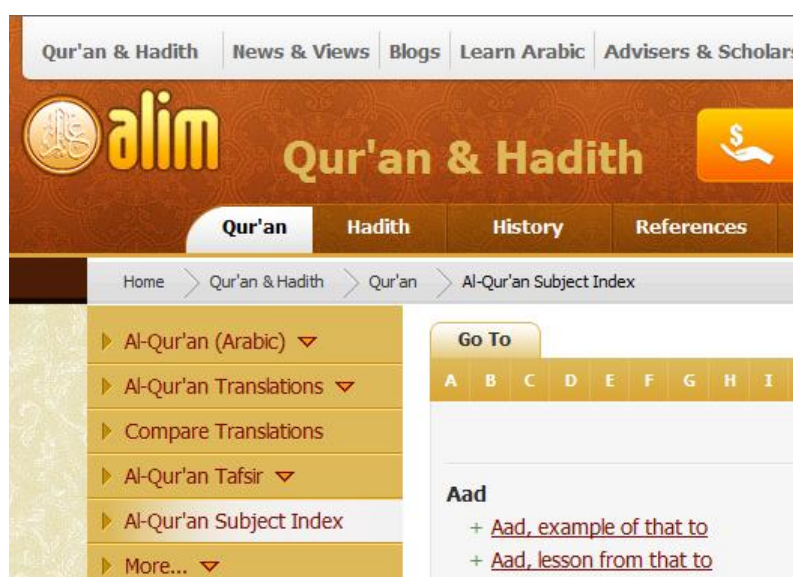 Qur'an & Hadith News & Views Blogs Learn Arabic Advisers & Scholars
alim
Qur'an & Hadith
$
Qur'an Hadith History References
Home Qur'an & Hadith Qur'an Al-Qur'an Subject Index
Al-Qur'an (Arabic)
Al-Qur'an Translations
Compare Translations
Al-Qur'an Tafsir
Al-Qur'an Subject Index
More...
Go To
A B C D E F G H I
Aad
+ Aad, example of that to
+ Aad, lesson from that to